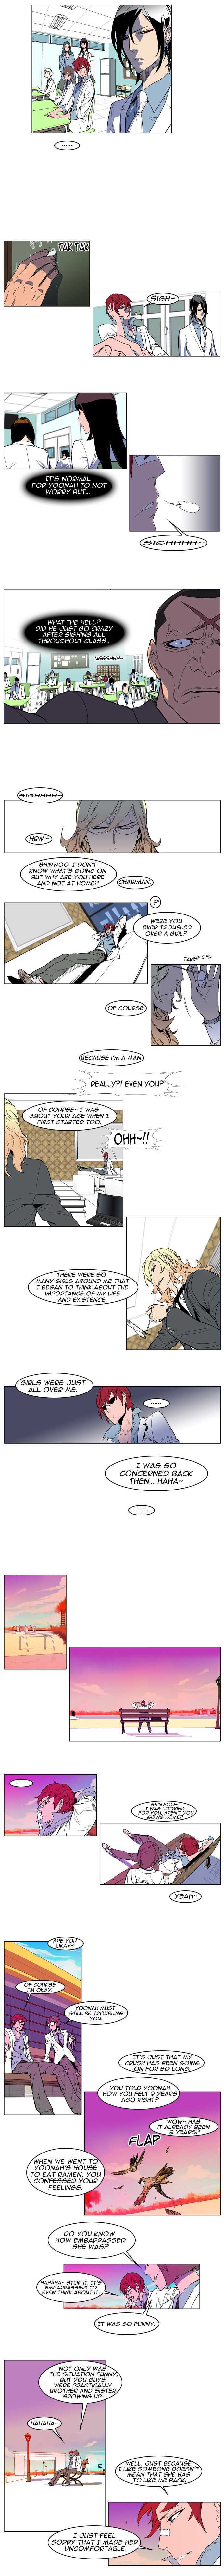 ......
TAK TAK
SIGH~
IT'S NORMAL
FOR YOONAH TO NOT
WORRY BUT...
SIGHHHH~
WHAT THE HELL?
DID HE JUST GO CRAZY
AFTER SIGHING ALL
THROUGHOUT CLASS..
UGGGHH~
SIGHHHH~
HRM~
SHINWOO. I DON'T
KNOW WHAT'S GOING ON
BUT WHY ARE YOU HERE
AND NOT AT HOME?
CHAIRMAN.
?
WERE YOU
EVER TROUBLED
OVER A GIRL?
TAKES OFF
OF COURSE
BECAUSE I'M A MAN.
REALLY?! EVEN YOU?
OF COURSE~ I WAS
ABOUT YOUR AGE WHEN I
FIRST STARTED TOO.
OHH~!!
THERE WERE SO
MANY GIRLS AROUND ME THAT
I BEGAN TO THINK ABOUT THE
IMPORTANCE OF MY LIFE
AND EXISTENCE.
GIRLS WERE JUST
ALL OVER ME.
......
I WAS SO
CONCERNED BACK
THEN... HAHA~
......
......
SHINWOO~
I WAS LOOKING
FOR YOU, AREN'T YOU
GOING HOME?
YEAH~
ARE YOU
OKAY?
OF COURSE
I'M OKAY.
YOONAH MUST
STILL BE TROUBLING
YOU.
IT'S JUST THAT MY
CRUSH HAS BEEN GOING
ON FOR SO LONG.
YOU TOLD YOONAH
HOW YOU FELT 2 YEARS
AGO RIGHT?
WOW~ HAS
IT ALREADY BEEN
2 YEARS?
FLAP
WHEN WE WENT TO
YOONAH'S HOUSE
TO EAT RAMEN, YOU
CONFESSED YOUR
FEELINGS.
DO YOU KNOW
HOW EMBARRASSED
SHE WAS?
HAHAHA~ STOP IT. IT'S
EMBARRASSING TO
EVEN THINK ABOUT IT.
IT WAS SO FUNNY.
NOT ONLY WAS
THE SITUATION FUNNY,
BUT YOU GUYS
WERE PRACTICALLY
BROTHER AND SISTER
GROWING UP.
HAHAHA~
WELL, JUST BECAUSE
I LIKE SOMEONE DOESN'T
MEAN THAT SHE HAS
TO LIKE ME BACK.
I JUST FEEL
SORRY THAT I MADE HER
UNCOMFORTABLE.